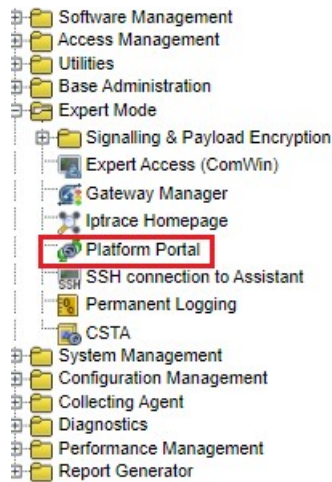 Software Management
Access Management
Utilities
Base Administration
Expert Mode
Signalling & Payload Encryption
Expert Access (ComWin)
Gateway Manager
Iptrace Homepage
Platform Portal
SSH SSH connection to Assistant
Permanent Logging
CSTA
System Management
Configuration Management
Collecting Agent
Diagnostics
Performance Management
Report Generator